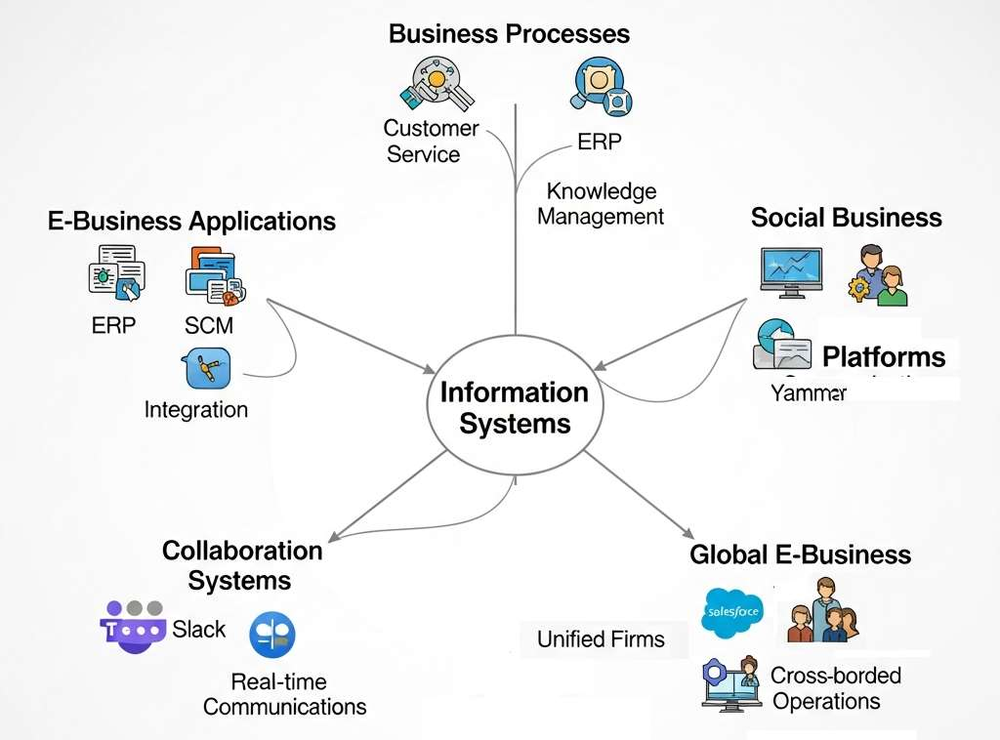 Business Processes
Customer
Service
ERP
Knowledge
Management
E-Business Applications
ERP
SCM
Integration
Social Business
Platforms
Yammer
Information
Systems
Collaboration
Systems
T
Slack
Real-time
Communications
Global E-Business
salesforce
Unified Firms
Cross-borded
Operations